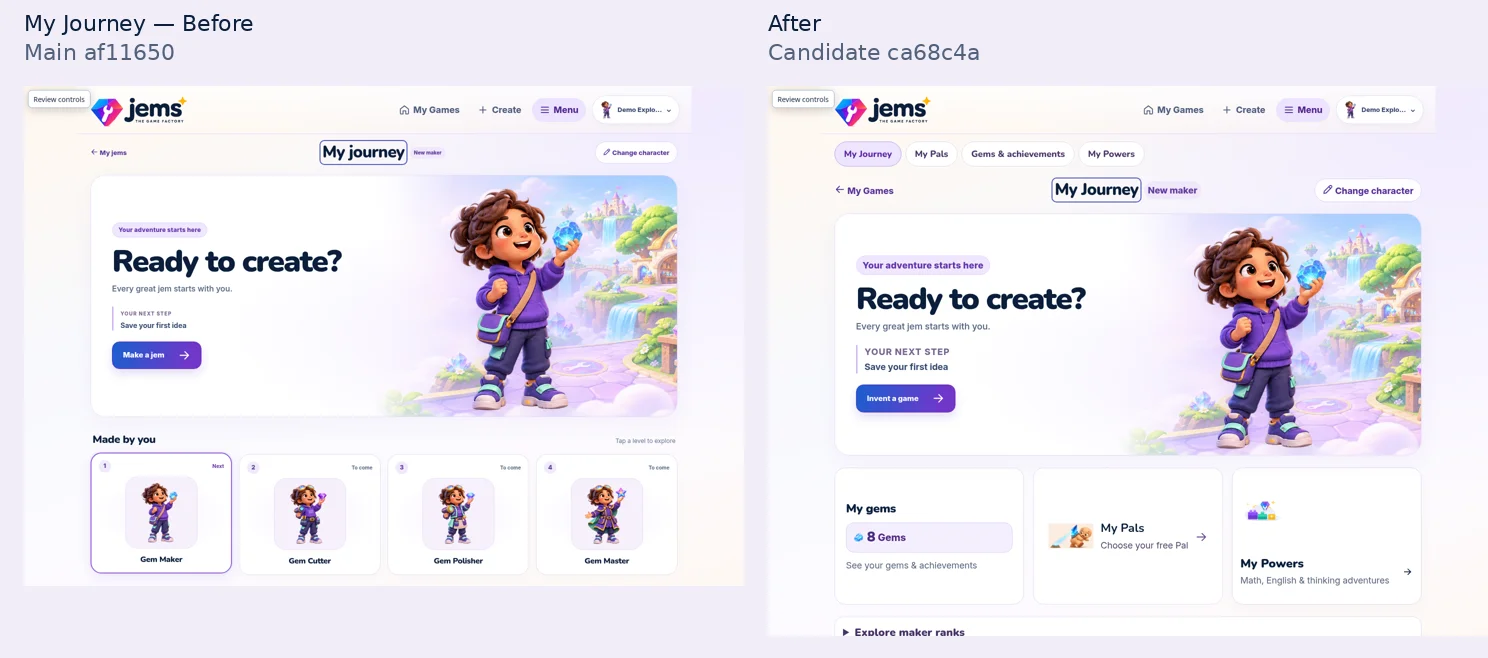 My Journey — Before
Main af11650
Review controls
jems
THE GAME FACTORY
My Games
Create
Menu
Demo Explo...
My jems
My journey
New maker
Change character
Your adventure starts here
Ready to create?
Every great jem starts with you.
YOUR NEXT STEP
Save your first idea
Make a jem
Made by you
Tap a level to explore
1
Next
Gem Maker
2
To come
Gem Cutter
3
To come
Gem Polisher
4
To come
Gem Master
After
Candidate ca68c4a
Review controls
jems
THE GAME FACTORY
My Games
Create
Menu
Demo Explo...
My Journey
My Pals
Gems & achievements
My Powers
My Games
My Journey
New maker
Change character
Your adventure starts here
Ready to create?
Every great jem starts with you.
YOUR NEXT STEP
Save your first idea
Invent a game
My gems
8 Gems
See your gems & achievements
My Pals
Choose your free Pal
My Powers
Math, English & thinking adventures
Explore maker ranks